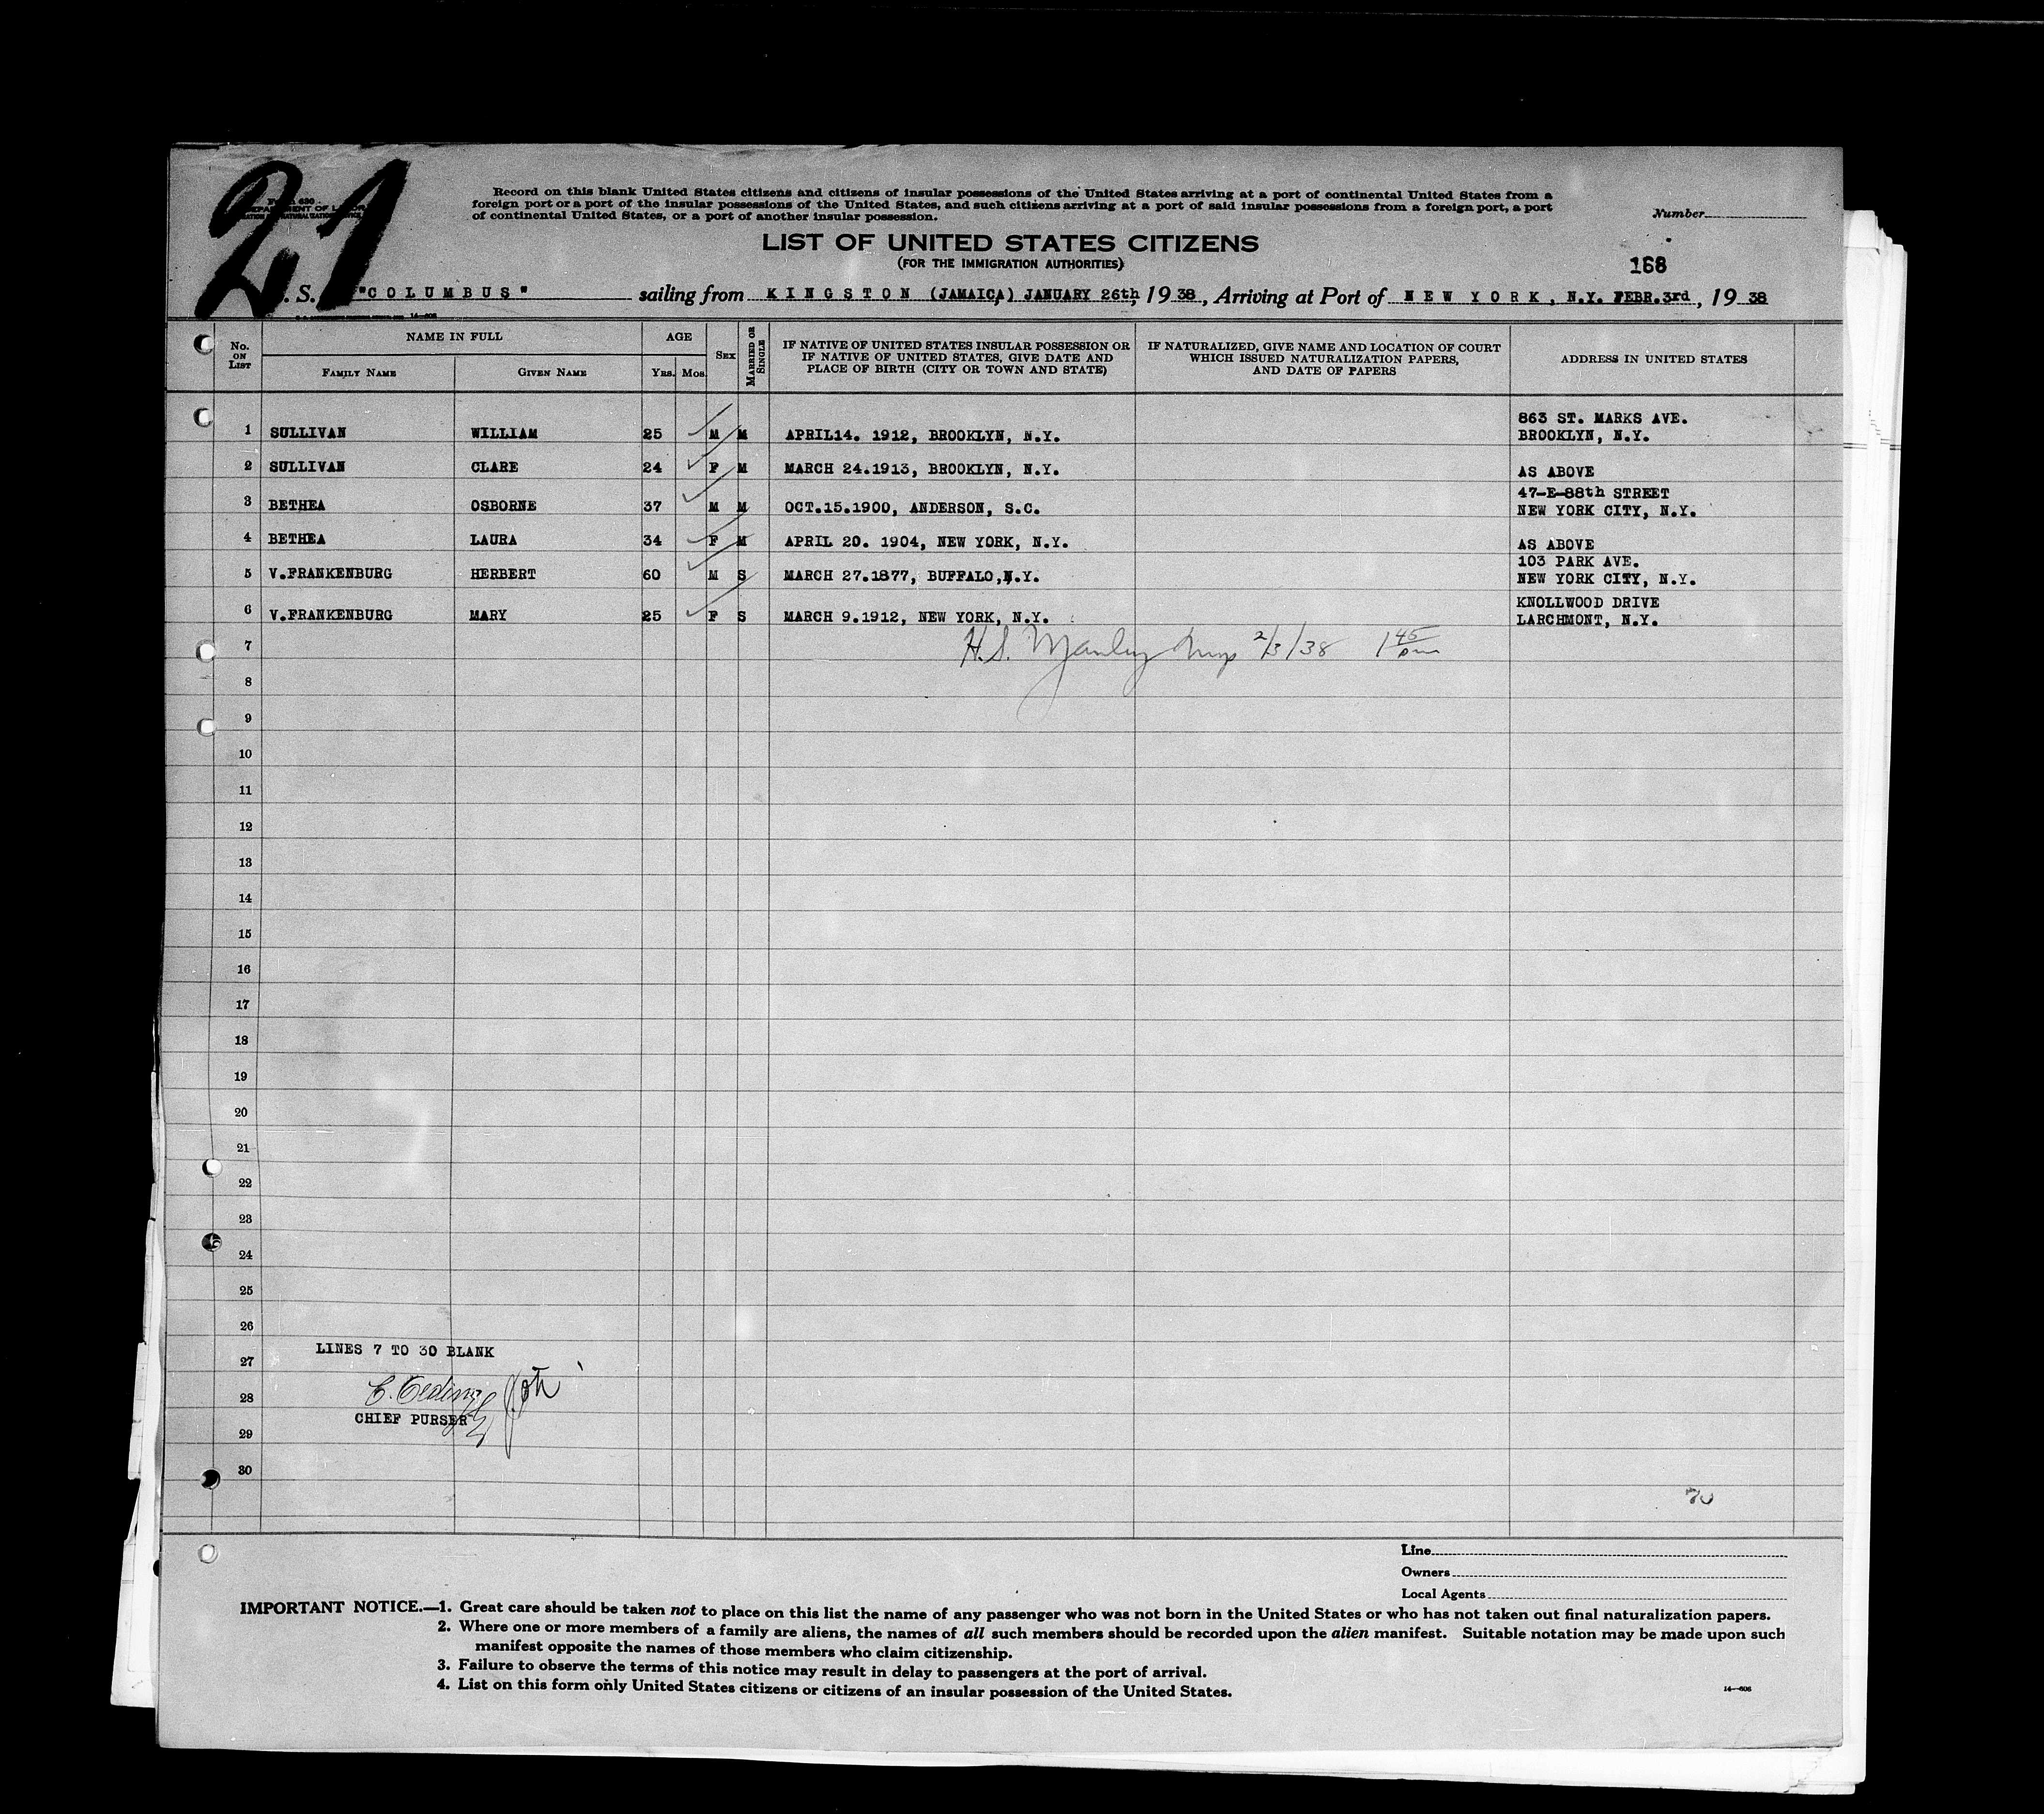 21
Record on this blank United States citizens and citizens of insular possessions of the United States arriving at a port of continental United States from a
foreign port or a port of the insular possessions of the United States, and such citizens arriving at a port of said insular possessions from a foreign port, a port
of continental United States, or a port of another insular possession.
Number
LIST OF UNITED STATES CITIZENS
(FOR THE IMMIGRATION AUTHORITIES)
168
S. S. "COLUMBUS" sailing from KINGSTON (JAMAICA) JANUARY 26th, 1938, Arriving at Port of NEW YORK, N.Y. FEBR.3rd, 1938
No. ON LIST
NAME IN FULL
FAMILY NAME GIVEN NAME
AGE
YRS. MOS.
SEX
MARRIED OR SINGLE
IF NATIVE OF UNITED STATES INSULAR POSSESSION OR
IF NATIVE OF UNITED STATES, GIVE DATE AND
PLACE OF BIRTH (CITY OR TOWN AND STATE)
IF NATURALIZED, GIVE NAME AND LOCATION OF COURT
WHICH ISSUED NATURALIZATION PAPERS,
AND DATE OF PAPERS
ADDRESS IN UNITED STATES
863 ST. MARKS AVE.
1 SULLIVAN WILLIAM 25 M M APRIL14. 1912, BROOKLYN, N.Y. BROOKLYN, N.Y.
2 SULLIVAN CLARE 24 F M MARCH 24.1913, BROOKLYN, N.Y. AS ABOVE
47-E-88th STREET
3 BETHEA OSBORNE 37 M M OCT.15.1900, ANDERSON, S.C. NEW YORK CITY, N.Y.
4 BETHEA LAURA 34 F M APRIL 20. 1904, NEW YORK, N.Y. AS ABOVE
103 PARK AVE.
5 V.FRANKENBURG HERBERT 60 M S MARCH 27.1877, BUFFALO,N.Y. NEW YORK CITY, N.Y.
KNOLLWOOD DRIVE
6 V.FRANKENBURG MARY 25 F S MARCH 9.1912, NEW YORK, N.Y. LARCHMONT, N.Y.
7 H.S. Manley Insp 2/3/38 1 45 pm
8
9
10
11
12
13
14
15
16
17
18
19
20
21
22
23
24
25
26
LINES 7 TO 30 BLANK
27
28
CHIEF PURSER
29
30
Line
Owners
Local Agents
IMPORTANT NOTICE.—1. Great care should be taken not to place on this list the name of any passenger who was not born in the United States or who has not taken out final naturalization papers.
2. Where one or more members of a family are aliens, the names of all such members should be recorded upon the alien manifest. Suitable notation may be made upon such
manifest opposite the names of those members who claim citizenship.
3. Failure to observe the terms of this notice may result in delay to passengers at the port of arrival.
4. List on this form only United States citizens or citizens of an insular possession of the United States.
14—606